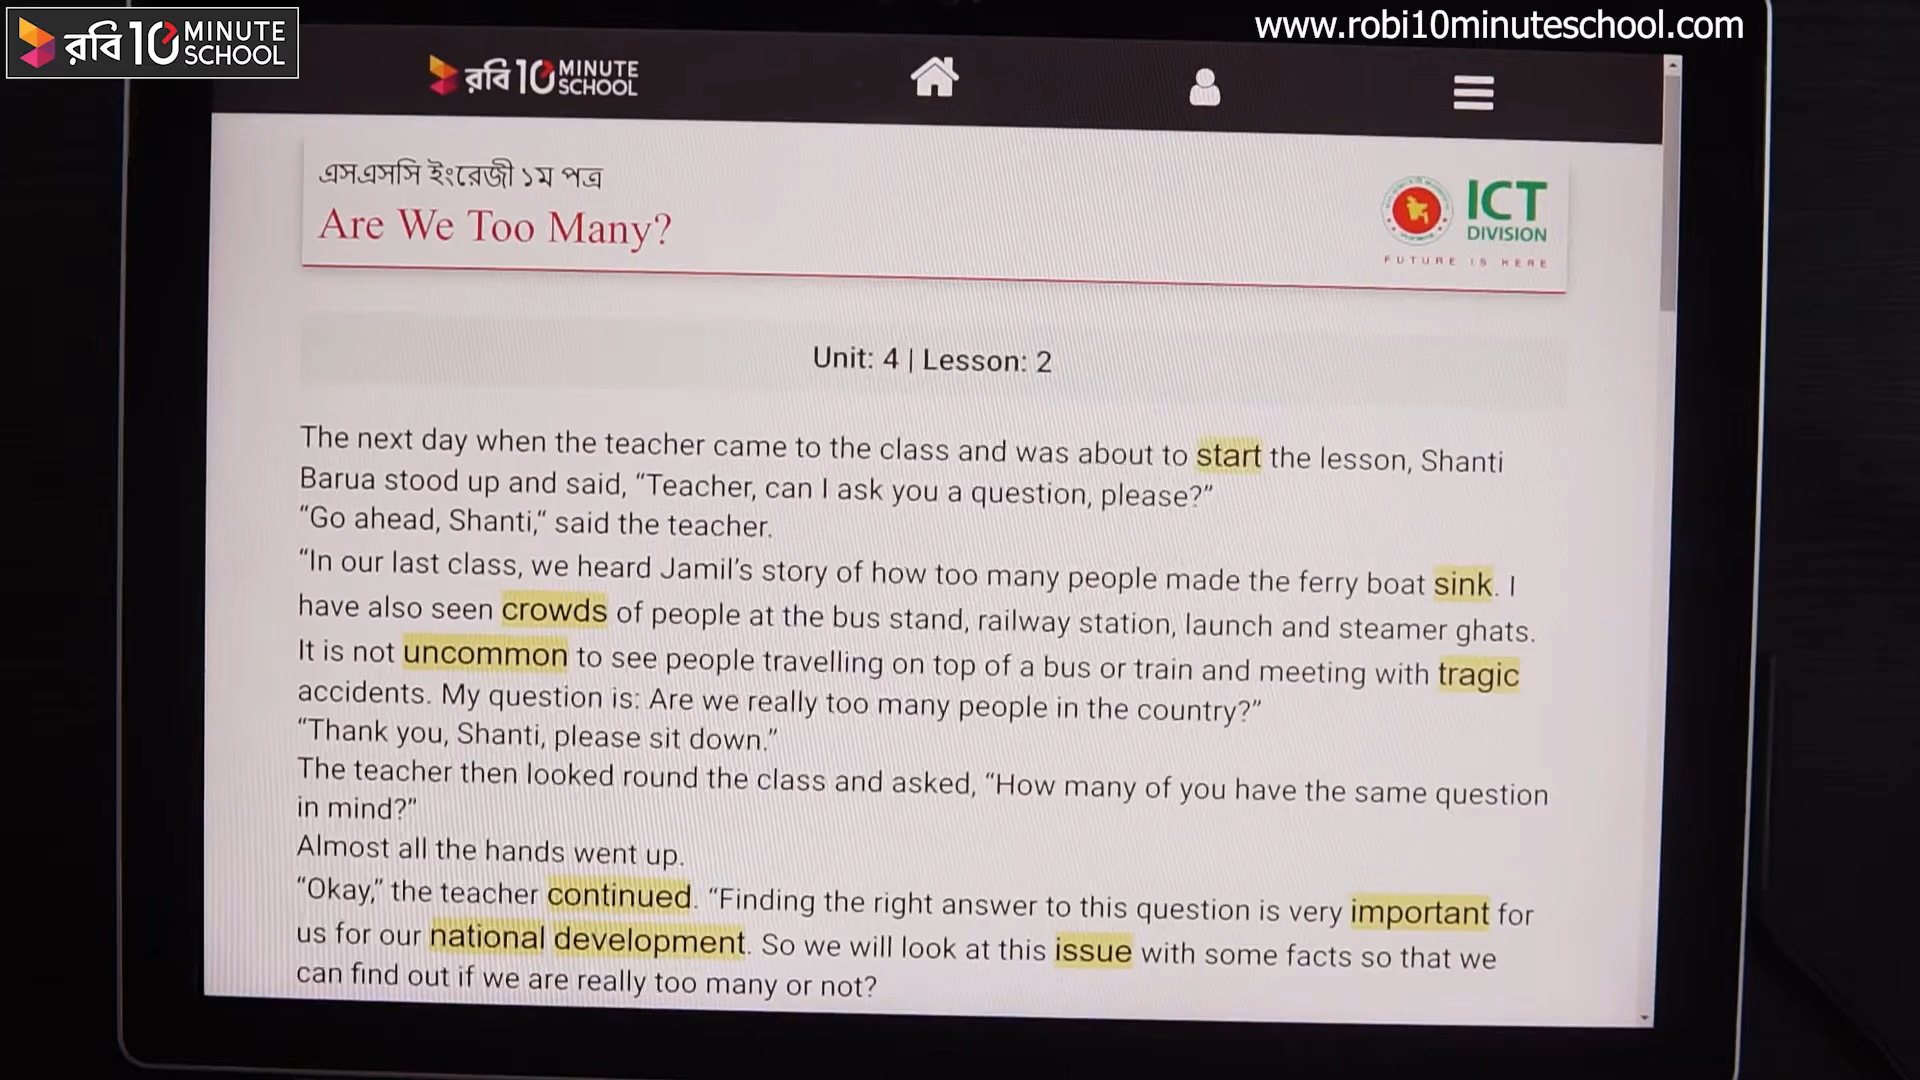 রবি 10 MINUTE SCHOOL
www.robi10minuteschool.com
রবি 10 MINUTE SCHOOL
এসএসসি ইংরেজী ১ম পত্র
Are We Too Many?
ICT
DIVISION
FUTURE IS HERE
Unit: 4 | Lesson: 2
The next day when the teacher came to the class and was about to start the lesson, Shanti
Barua stood up and said, “Teacher, can I ask you a question, please?”
“Go ahead, Shanti,“ said the teacher.
“In our last class, we heard Jamil’s story of how too many people made the ferry boat sink. I
have also seen crowds of people at the bus stand, railway station, launch and steamer ghats.
It is not uncommon to see people travelling on top of a bus or train and meeting with tragic
accidents. My question is: Are we really too many people in the country?”
“Thank you, Shanti, please sit down.”
The teacher then looked round the class and asked, “How many of you have the same question
in mind?”
Almost all the hands went up.
“Okay,” the teacher continued. “Finding the right answer to this question is very important for
us for our national development. So we will look at this issue with some facts so that we
can find out if we are really too many or not?